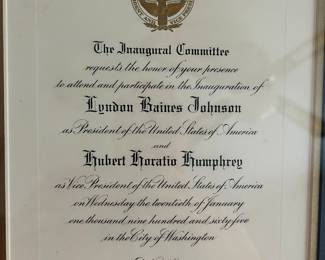 The Inaugural Committee
requests the honor of your presence
to attend and participate in the Inauguration of
Lyndon Baines Johnson
as President of the United States of America
and
Hubert Horatio Humphrey
as Vice President of the United States of America
on Wednesday the twentieth of January
one thousand nine hundred and sixty five
in the City of Washington